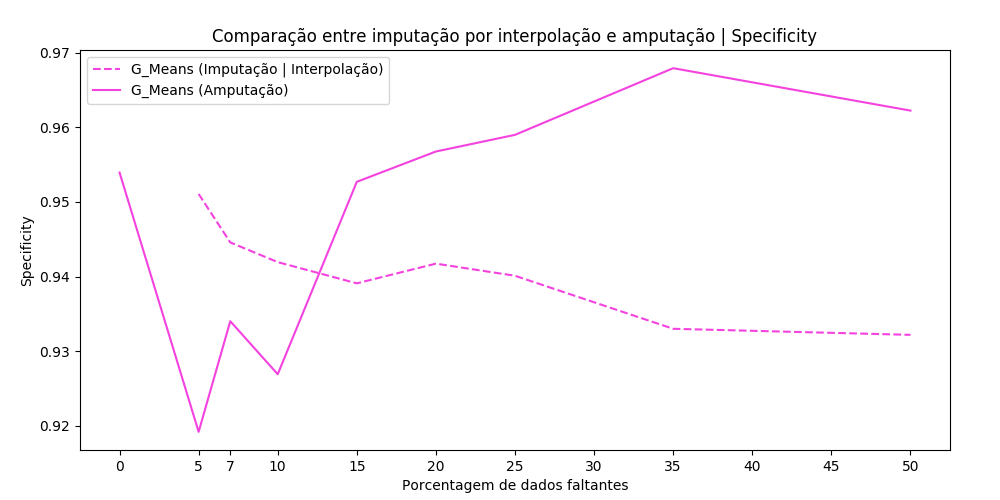 Comparação entre imputação por interpolação e amputação | Specificity
G_Means (Imputação | Interpolação)
G_Means (Amputação)
Specificity
0.97
0.96
0.95
0.94
0.93
0.92
0 5 7 10 15 20 25 30 35 40 45 50
Porcentagem de dados faltantes